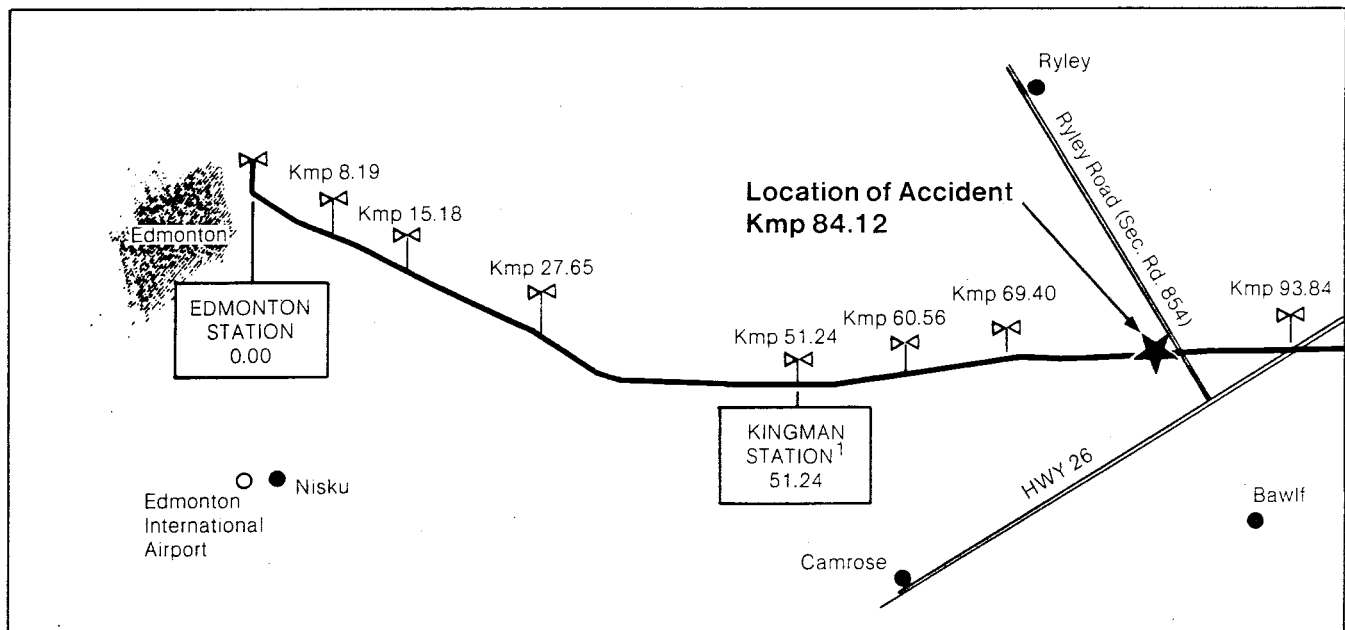 Ryley
Ryley Road (Sec. Rd. 854)
Kmp 8.19
Kmp 15.18
Location of Accident
Kmp 84.12
Edmonton
Kmp 27.65
EDMONTON
STATION
0.00
Kmp 51.24
Kmp 60.56
Kmp 69.40
Kmp 93.84
KINGMAN
STATION¹
51.24
HWY 26
Nisku
Edmonton
International
Airport
Bawlf
Camrose